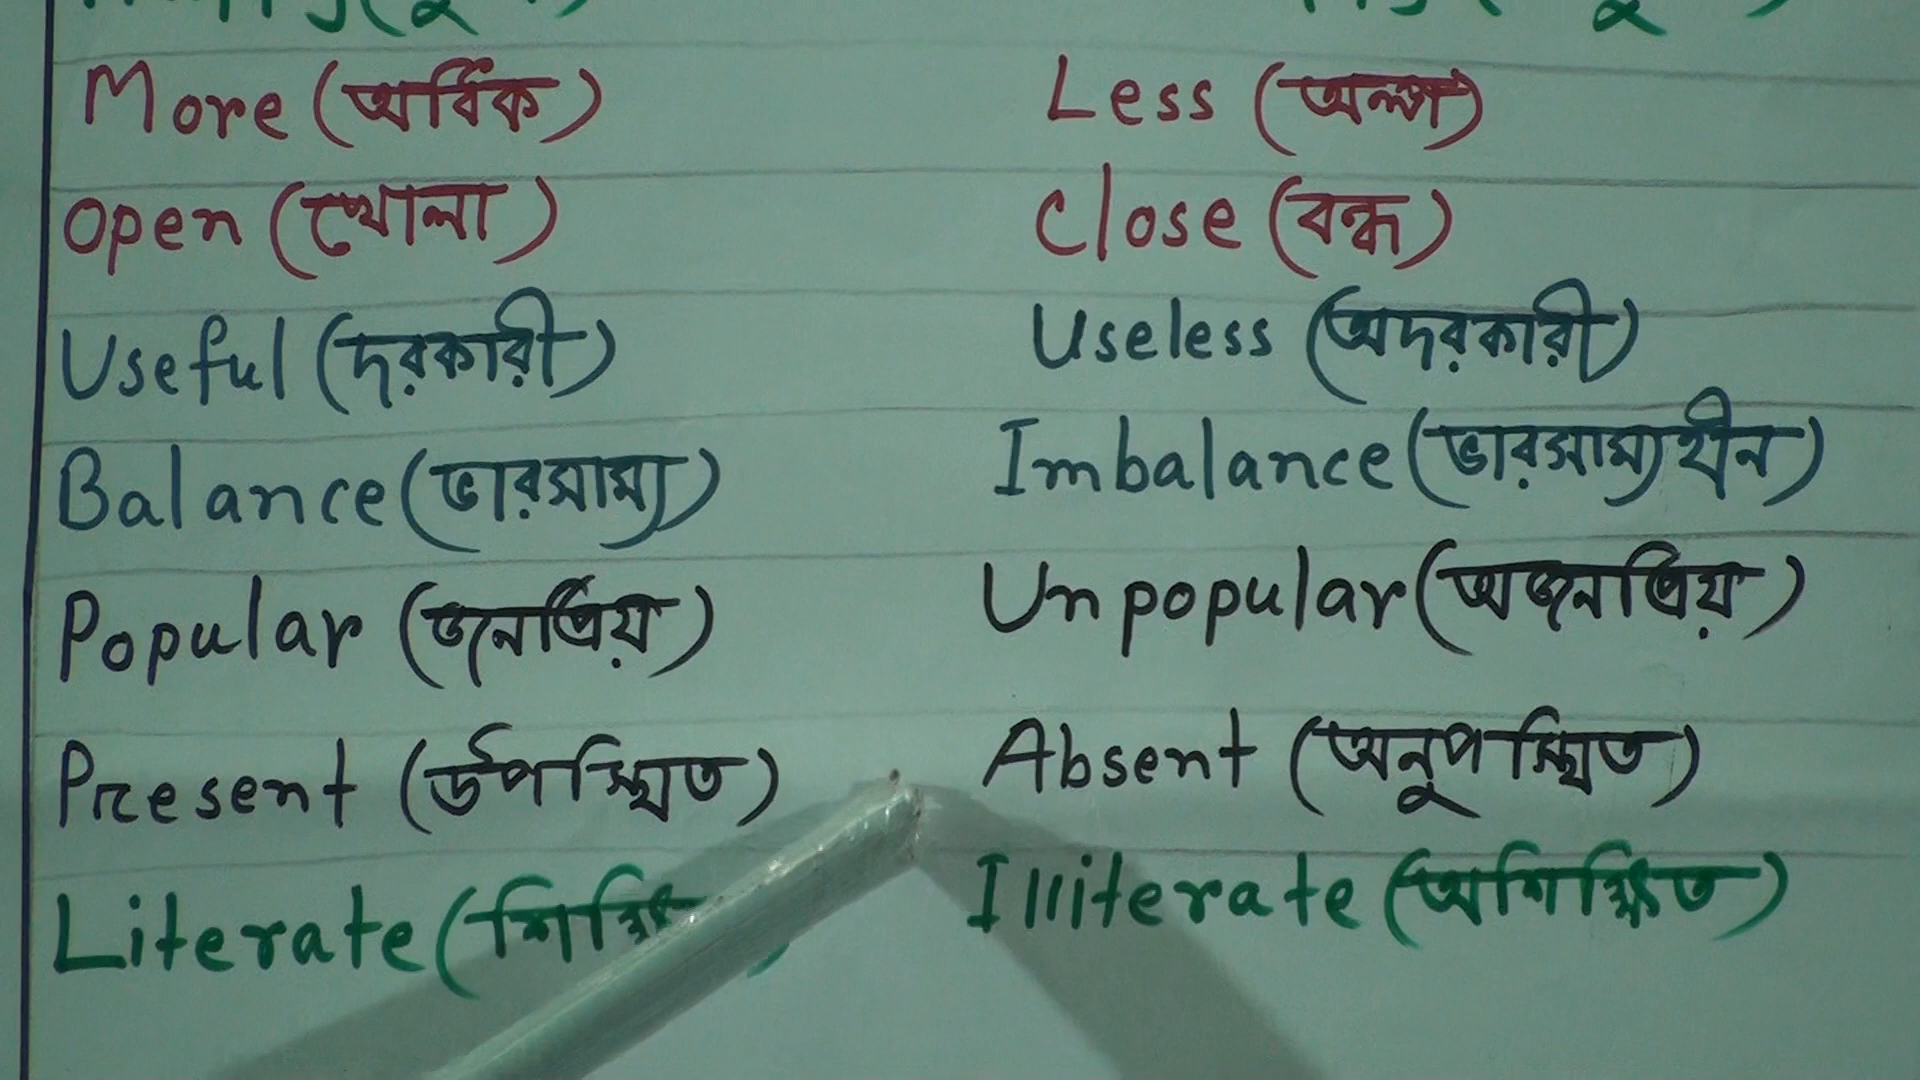 More (অধিক) Less (অল্প)
Open (খোলা) Close (বন্ধ)
Useful (দরকারী) Useless (অদরকারী)
Balance (ভারসাম্য) Imbalance (ভারসাম্যহীন)
Popular (জনপ্রিয়) Unpopular (অজনপ্রিয়)
Present (উপস্থিত) Absent (অনুপস্থিত)
Literate Illiterate (অশিক্ষিত)